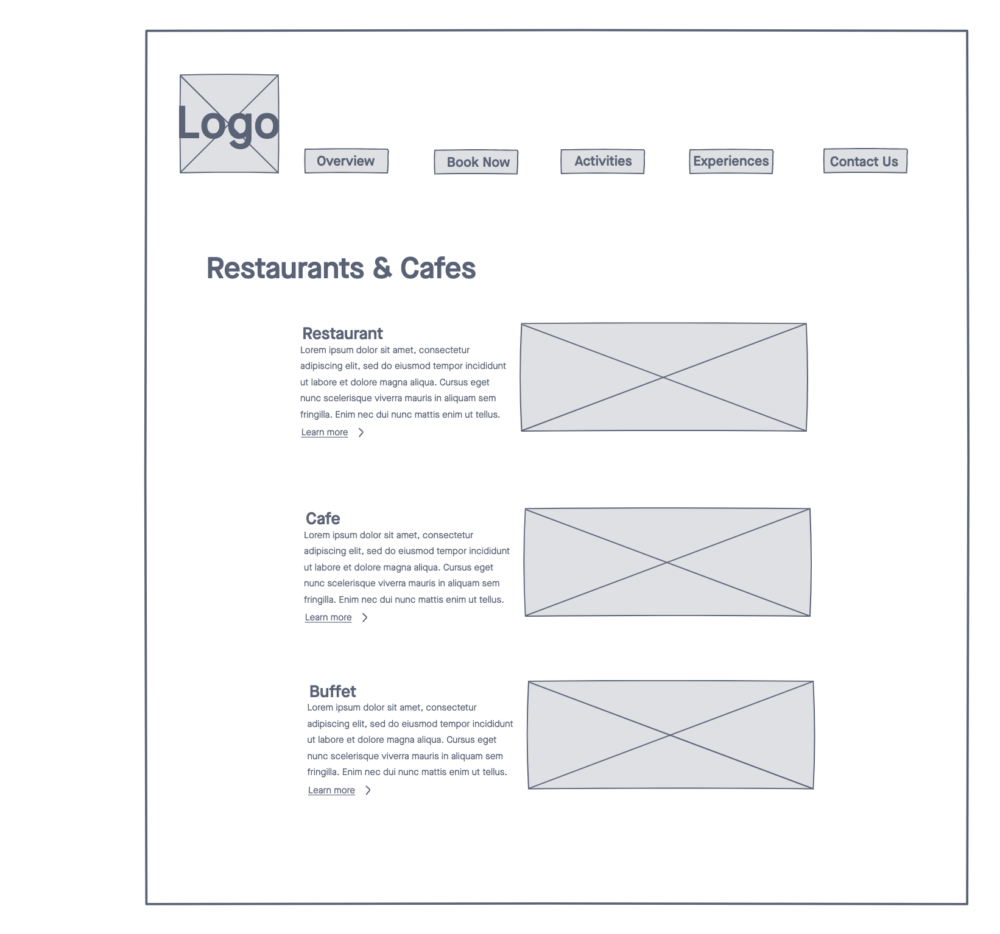 Logo
Overview
Book Now
Activities
Experiences
Contact Us
Restaurants & Cafes
Restaurant
Lorem ipsum dolor sit amet, consectetur
adipiscing elit, sed do eiusmod tempor incididunt
ut labore et dolore magna aliqua. Cursus eget
nunc scelerisque viverra mauris in aliquam sem
fringilla. Enim nec dui nunc mattis enim ut tellus.
Learn more
Cafe
Lorem ipsum dolor sit amet, consectetur
adipiscing elit, sed do eiusmod tempor incididunt
ut labore et dolore magna aliqua. Cursus eget
nunc scelerisque viverra mauris in aliquam sem
fringilla. Enim nec dui nunc mattis enim ut tellus.
Learn more
Buffet
Lorem ipsum dolor sit amet, consectetur
adipiscing elit, sed do eiusmod tempor incididunt
ut labore et dolore magna aliqua. Cursus eget
nunc scelerisque viverra mauris in aliquam sem
fringilla. Enim nec dui nunc mattis enim ut tellus.
Learn more